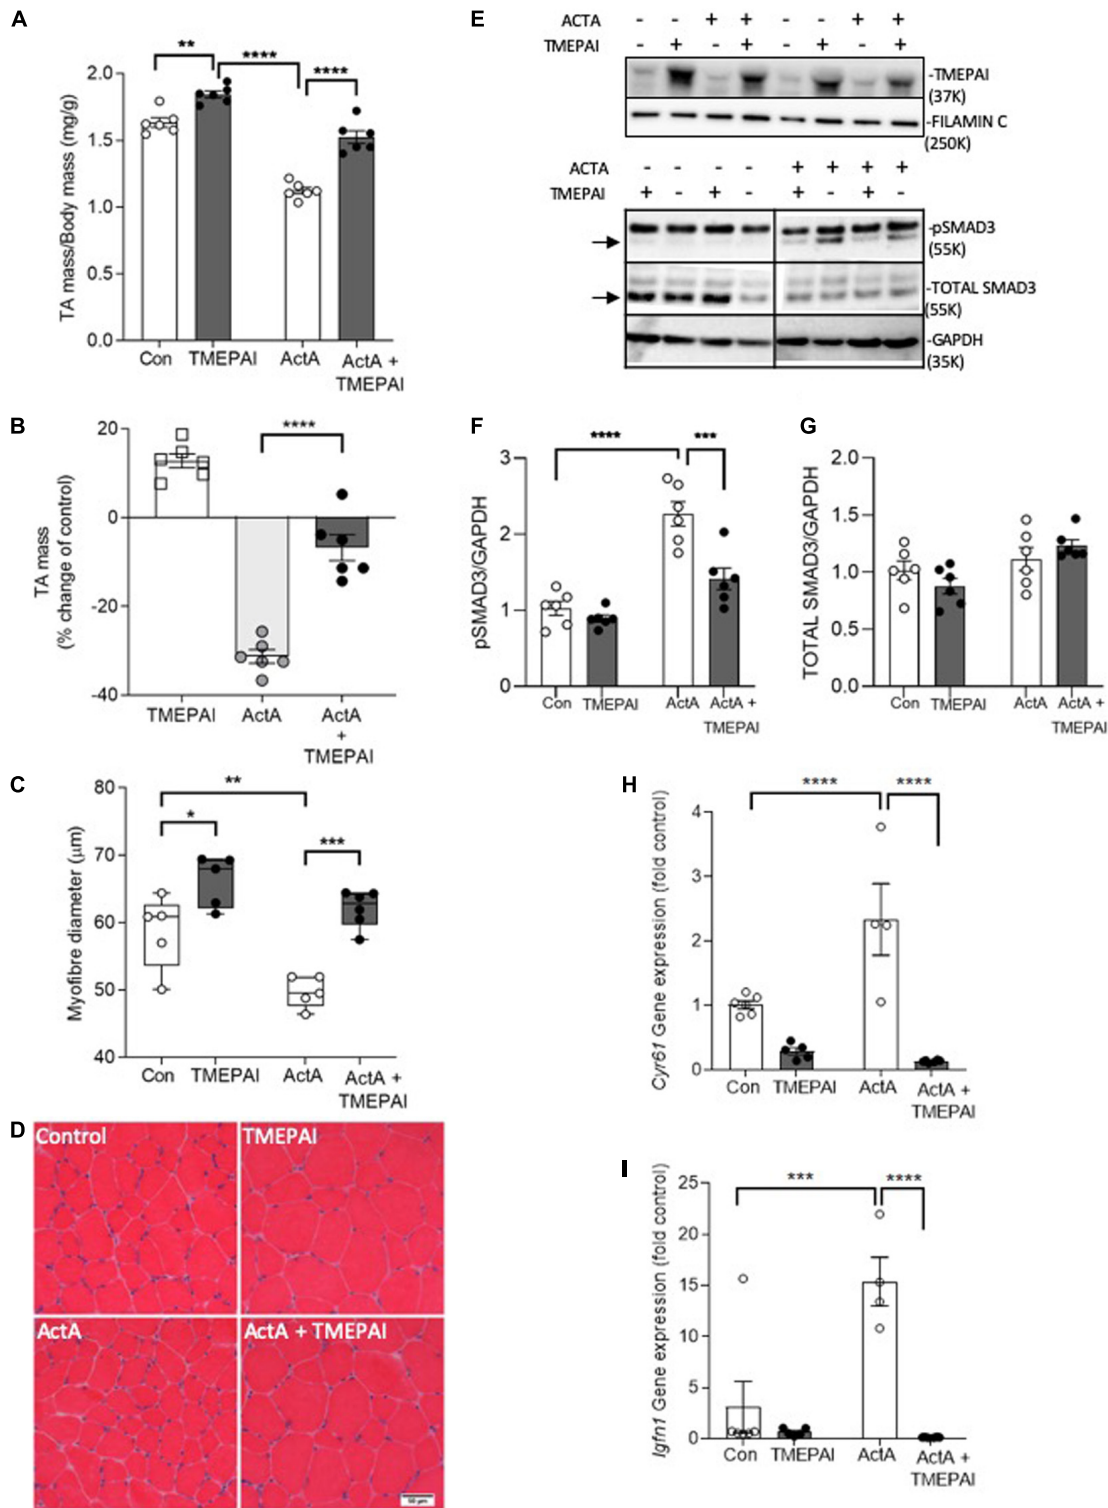 A
TA mass/Body mass (mg/g)
** **** ****
2.0
1.5
1.0
0.5
0.0
Con TMEPAI ActA ActA +
TMEPAI
B
TA mass
(% change of control)
****
20
0
-20
-40
TMEPAI ActA ActA
+
TMEPAI
C
Myofibre diameter (μm)
**
* ***
80
70
60
50
40
Con TMEPAI ActA ActA +
TMEPAI
D
Control TMEPAI
ActA ActA + TMEPAI
50 μm
E
ACTA - - + + - - + +
TMEPAI - + - + - + - +
-TMEPAI
(37K)
-FILAMIN C
(250K)
ACTA - - - - + + + +
TMEPAI + - + - + - + -
-pSMAD3
(55K)
-TOTAL SMAD3
(55K)
-GAPDH
(35K)
F
pSMAD3/GAPDH
**** ***
3
2
1
0
Con TMEPAI ActA ActA +
TMEPAI
G
TOTAL SMAD3/GAPDH
2.0
1.5
1.0
0.5
0.0
Con TMEPAI ActA ActA +
TMEPAI
H
Cyr61 Gene expression (fold control)
**** ****
4
3
2
1
0
Con TMEPAI ActA ActA +
TMEPAI
I
Igfn1 Gene expression (fold control)
*** ****
25
20
15
10
5
0
Con TMEPAI ActA ActA +
TMEPAI